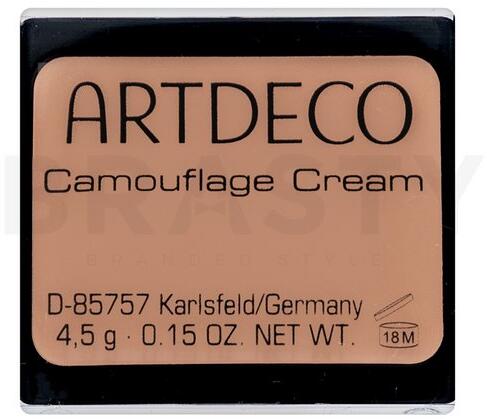 ARTDECO
Camouflage Cream
BRASTY
BRANDED STYLE
D-85757 Karlsfeld/Germany
4,5 g · 0.15 OZ. NET WT.
18M